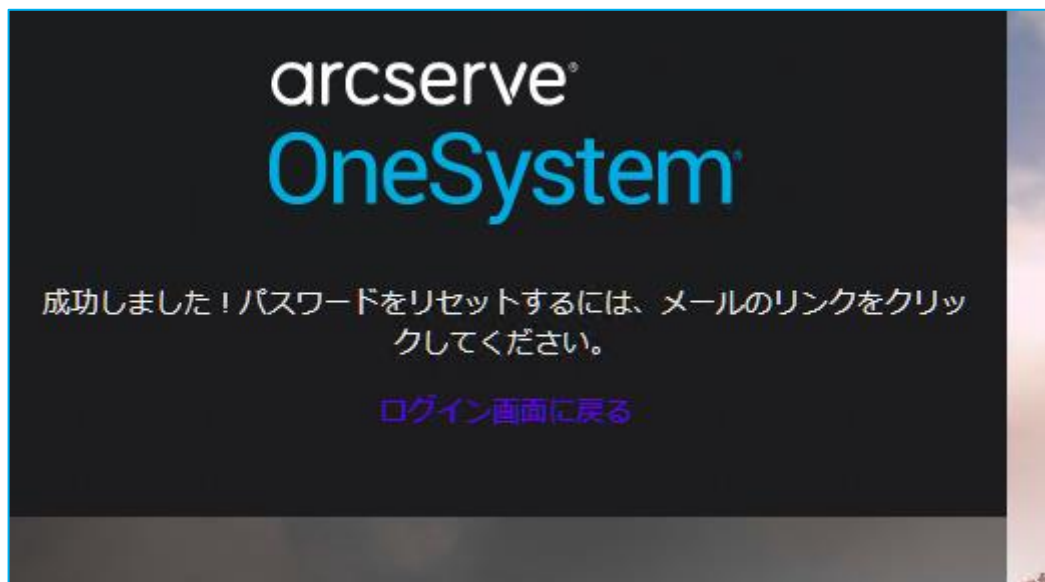 arcserve®
OneSystem®
成功しました！パスワードをリセットするには、メールのリンクをクリッ
クしてください。
ログイン画面に戻る